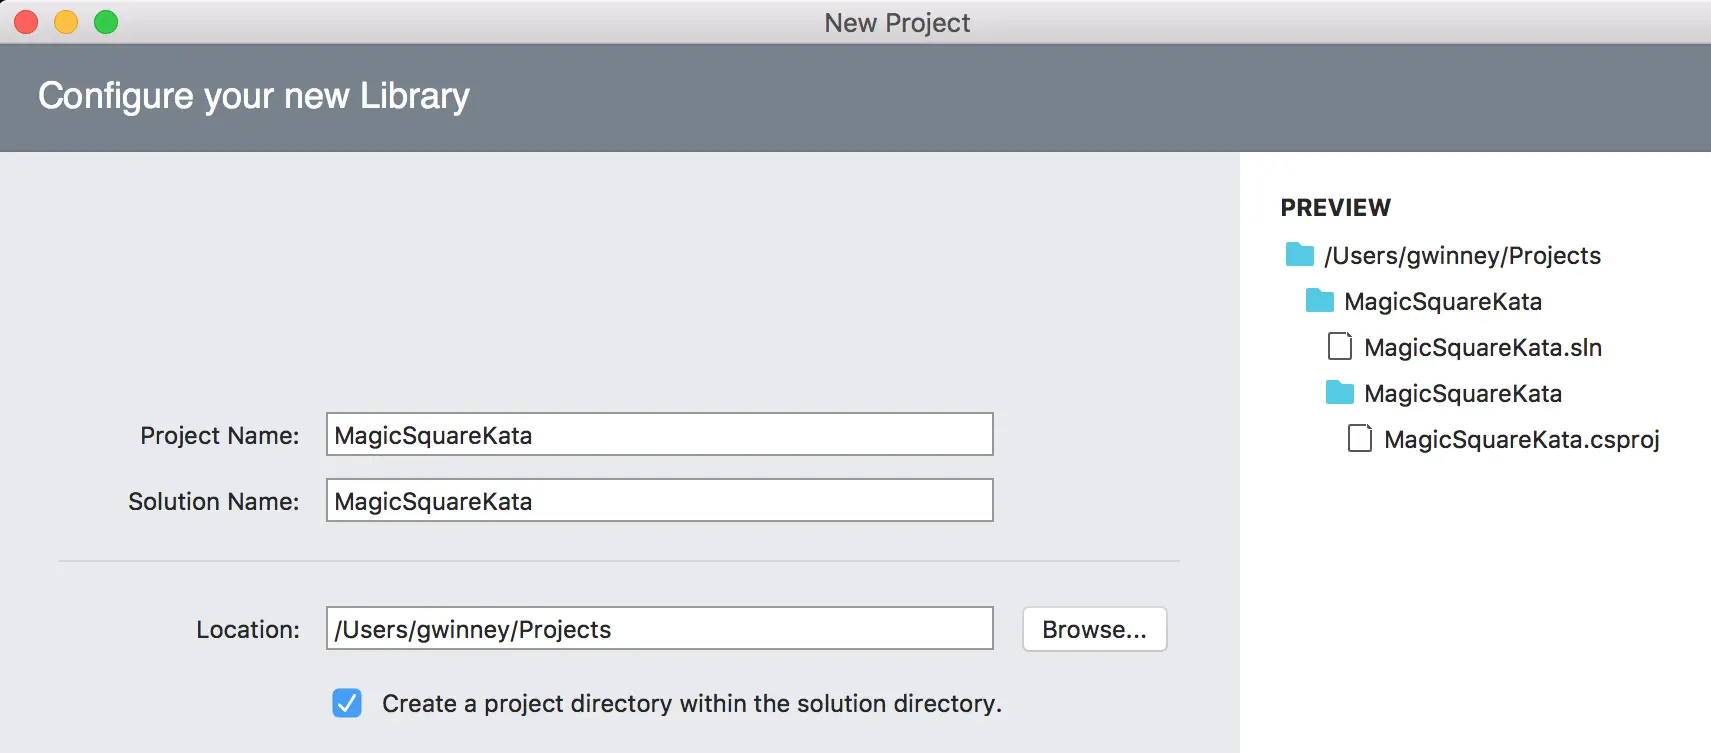 New Project
Configure your new Library
Project Name: MagicSquareKata
Solution Name: MagicSquareKata
Location: /Users/gwinney/Projects Browse...
Create a project directory within the solution directory.
PREVIEW
/Users/gwinney/Projects
MagicSquareKata
MagicSquareKata.sln
MagicSquareKata
MagicSquareKata.csproj